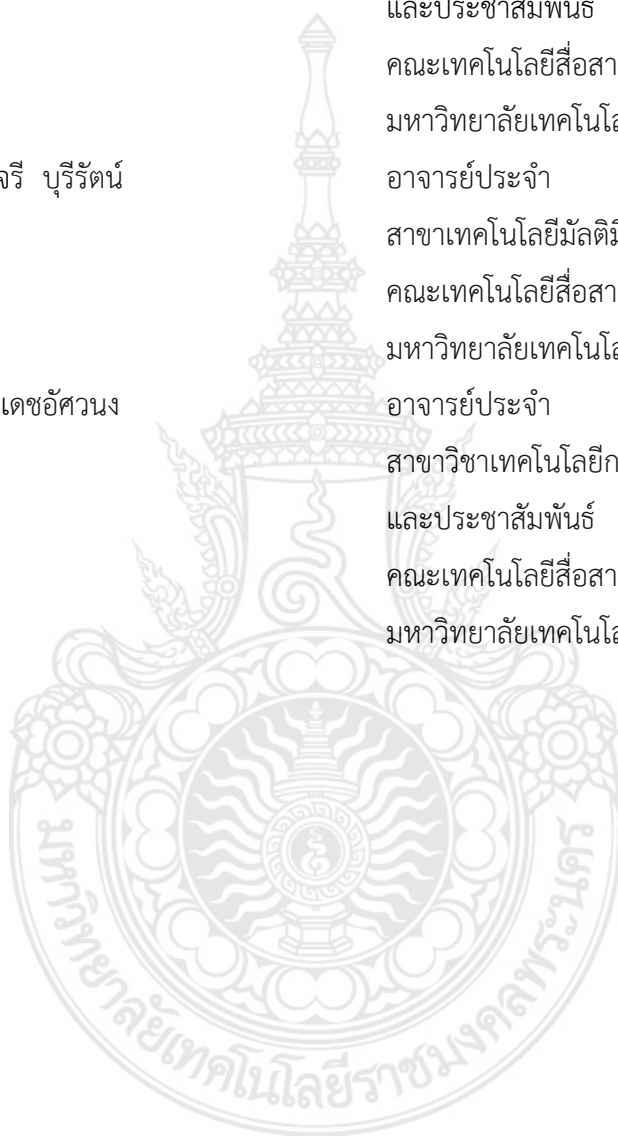 และประชาสัมพันธ์
คณะเทคโนโลยีสื่อสา
มหาวิทยาลัยเทคโนโล
จรี บุรีรัตน์ อาจารย์ประจำ
สาขาเทคโนโลยีมัลติมี
คณะเทคโนโลยีสื่อสา
มหาวิทยาลัยเทคโนโล
เดชอัศวนง อาจารย์ประจำ
สาขาวิชาเทคโนโลยีก
และประชาสัมพันธ์
คณะเทคโนโลยีสื่อสา
มหาวิทยาลัยเทคโนโล
มหาวิทยาลัยเทคโนโลยีราชมงคลพระนคร